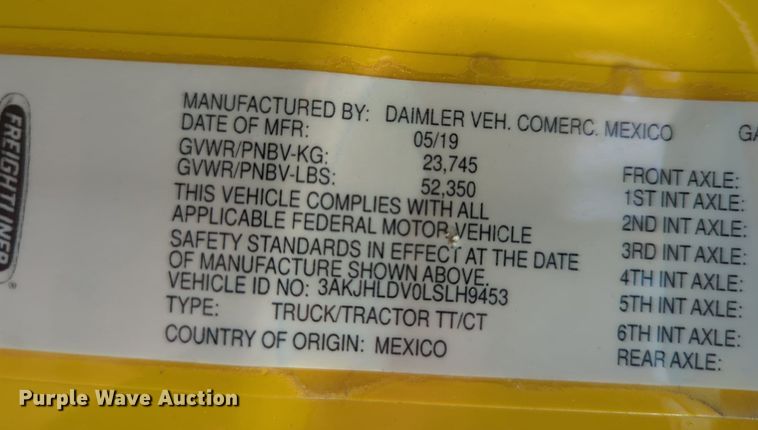 FREIGHTLINER
®
MANUFACTURED BY: DAIMLER VEH. COMERC. MEXICO
DATE OF MFR: 05/19
GVWR/PNBV-KG: 23,745
GVWR/PNBV-LBS: 52,350
THIS VEHICLE COMPLIES WITH ALL
APPLICABLE FEDERAL MOTOR VEHICLE
SAFETY STANDARDS IN EFFECT AT THE DATE
OF MANUFACTURE SHOWN ABOVE.
VEHICLE ID NO: 3AKJHLDV0LSLH9453
TYPE: TRUCK/TRACTOR TT/CT
COUNTRY OF ORIGIN: MEXICO
GA
FRONT AXLE:
1ST INT AXLE:
2ND INT AXLE:
3RD INT AXLE:
4TH INT AXLE:
5TH INT AXLE:
6TH INT AXLE:
REAR AXLE:
Purple Wave Auction